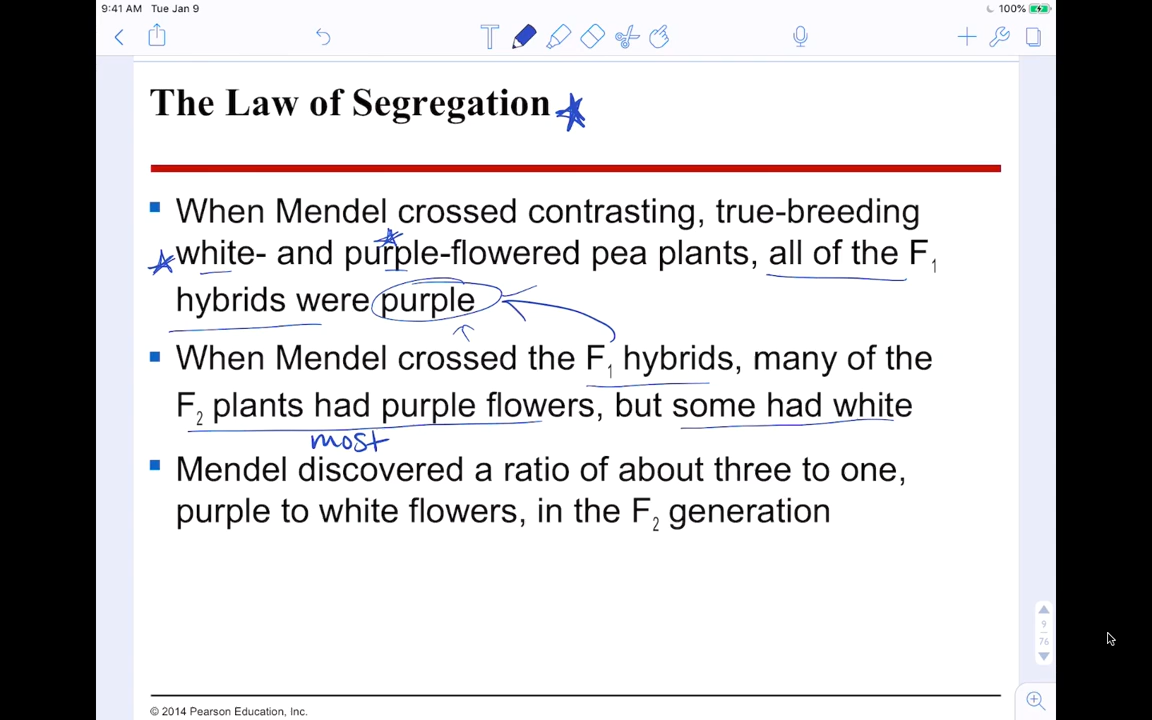 9:41 AM Tue Jan 9
100%
The Law of Segregation
When Mendel crossed contrasting, true-breeding
white- and purple-flowered pea plants, all of the F1
hybrids were purple
When Mendel crossed the F1 hybrids, many of the
F2 plants had purple flowers, but some had white
most
Mendel discovered a ratio of about three to one,
purple to white flowers, in the F2 generation
9
76
© 2014 Pearson Education, Inc.